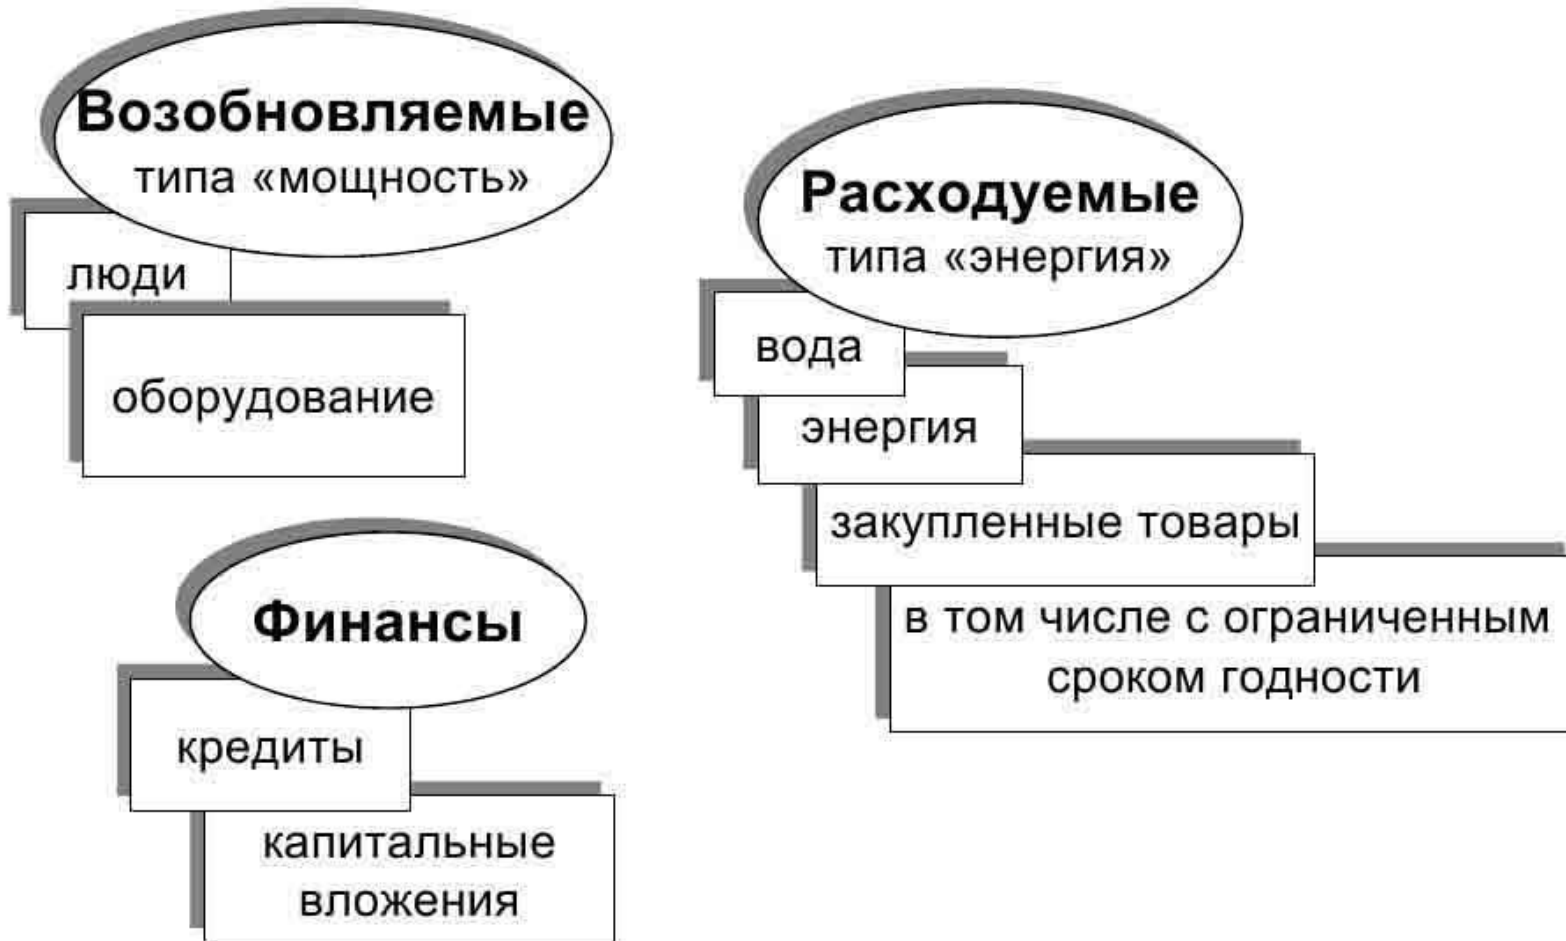 Возобновляемые
типа «мощность»
люди
оборудование
Расходуемые
типа «энергия»
вода
энергия
закупленные товары
в том числе с ограниченным
сроком годности
Финансы
кредиты
капитальные
вложения